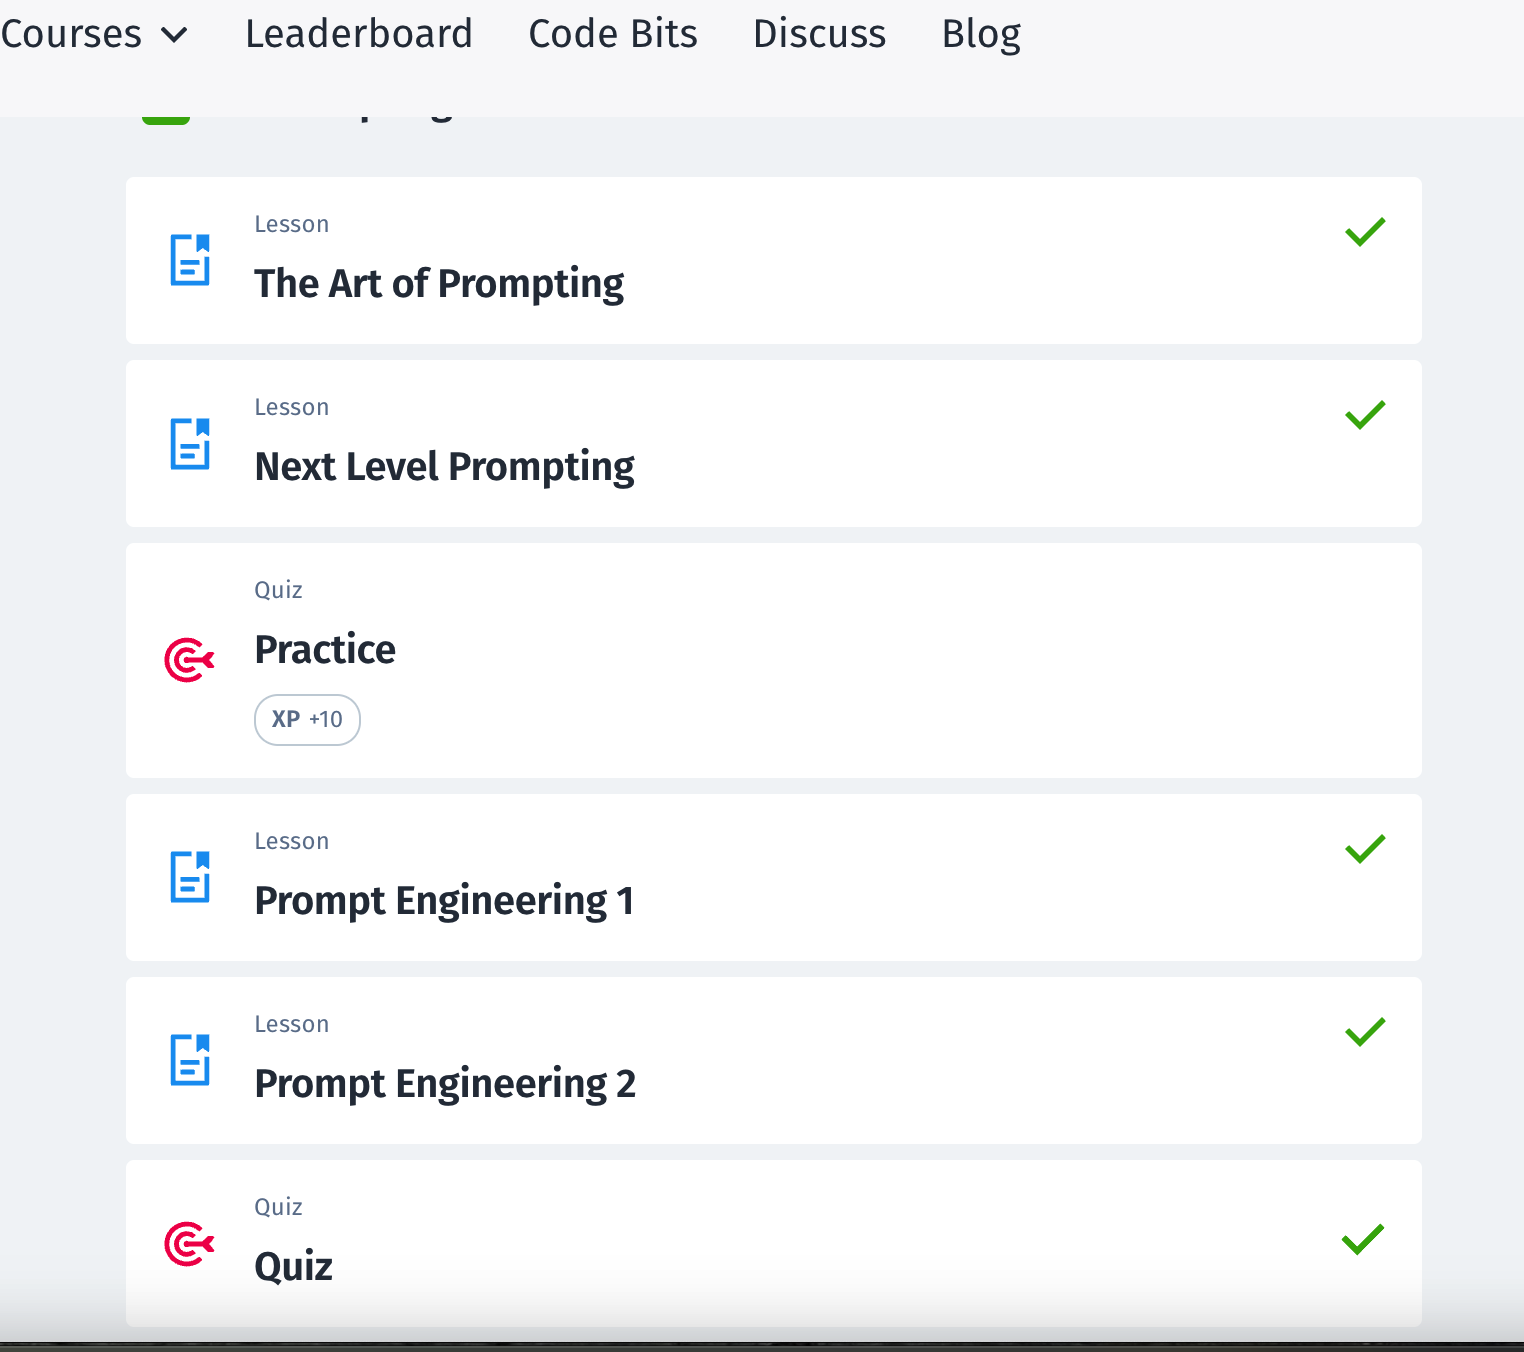 Courses Leaderboard Code Bits Discuss Blog
Lesson
The Art of Prompting
Lesson
Next Level Prompting
Quiz
Practice
XP +10
Lesson
Prompt Engineering 1
Lesson
Prompt Engineering 2
Quiz
Quiz